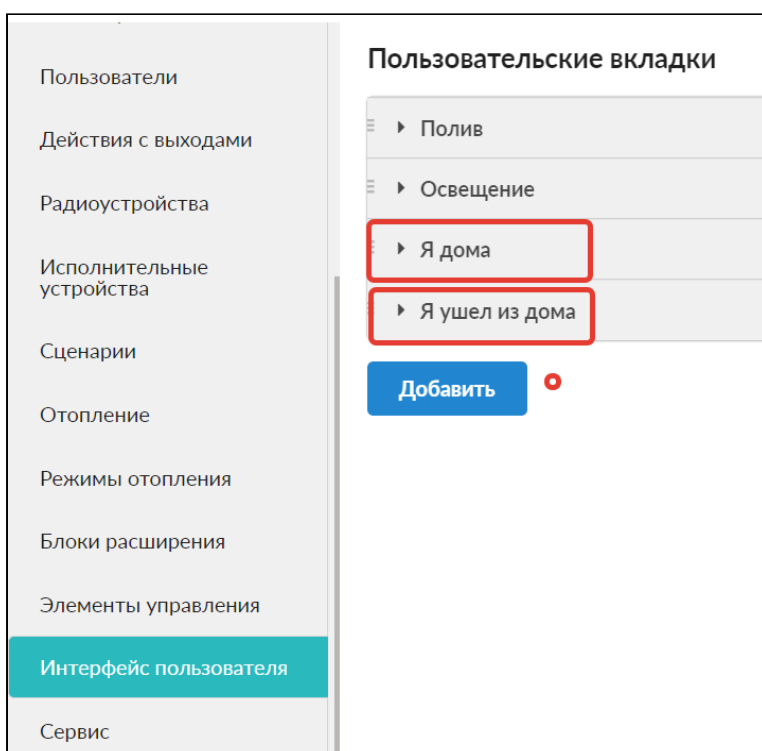 Пользователи
Действия с выходами
Радиоустройства
Исполнительные
устройства
Сценарии
Отопление
Режимы отопления
Блоки расширения
Элементы управления
Интерфейс пользователя
Сервис
Пользовательские вкладки
Полив
Освещение
Я дома
Я ушел из дома
Добавить